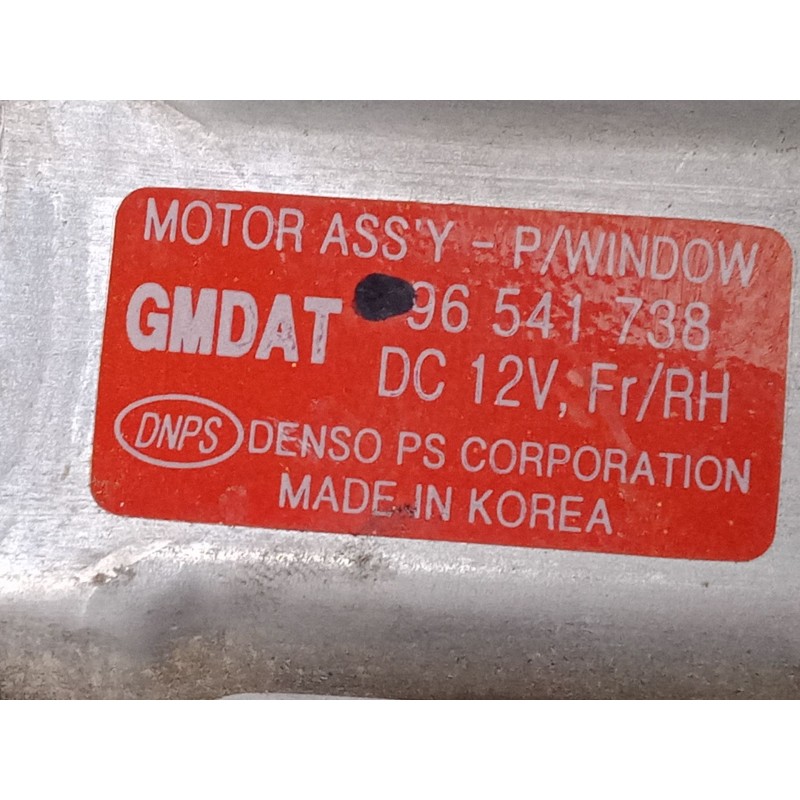 MOTOR ASS'Y - P/WINDOW
GMDAT 96 541 738
DC 12V, Fr/RH
DNPS DENSO PS CORPORATION
MADE IN KOREA